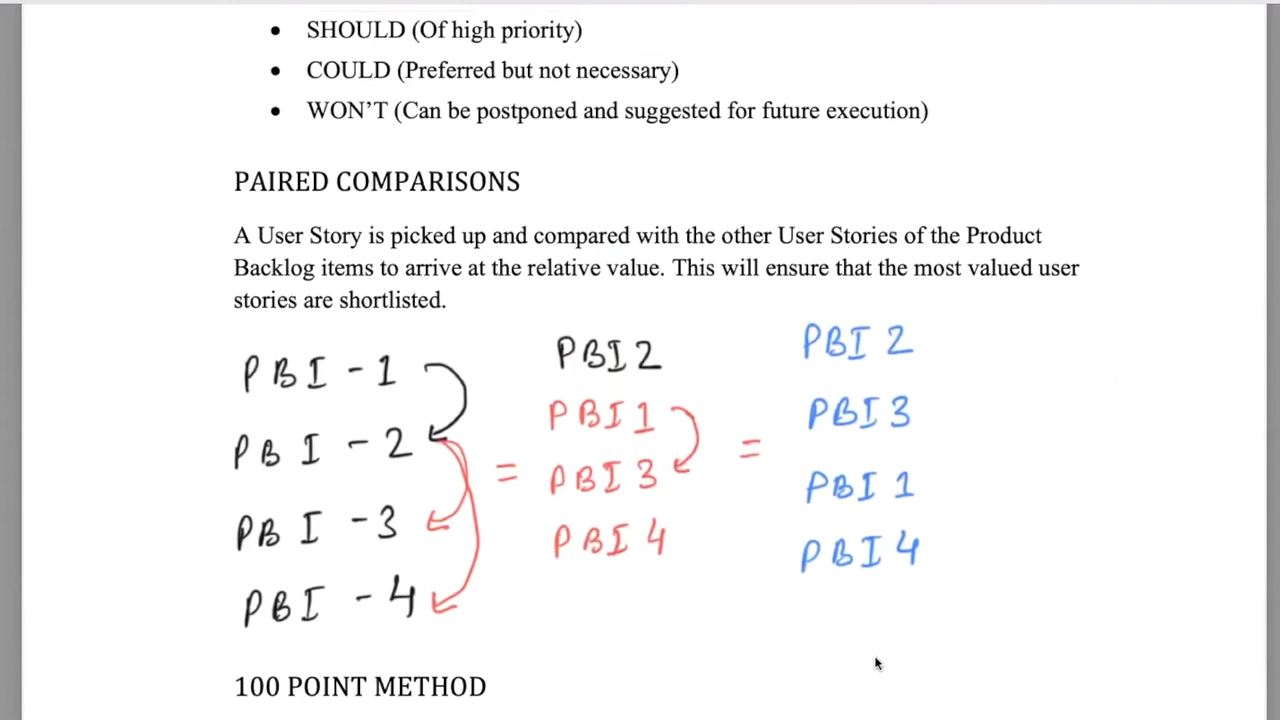 • SHOULD (Of high priority)
• COULD (Preferred but not necessary)
• WON'T (Can be postponed and suggested for future execution)
PAIRED COMPARISONS
A User Story is picked up and compared with the other User Stories of the Product
Backlog items to arrive at the relative value. This will ensure that the most valued user
stories are shortlisted.
PBI - 1
PBI - 2
PBI - 3
PBI - 4
=
PBI 2
PBI 1
PBI 3
PBI 4
=
PBI 2
PBI 3
PBI 1
PBI 4
100 POINT METHOD